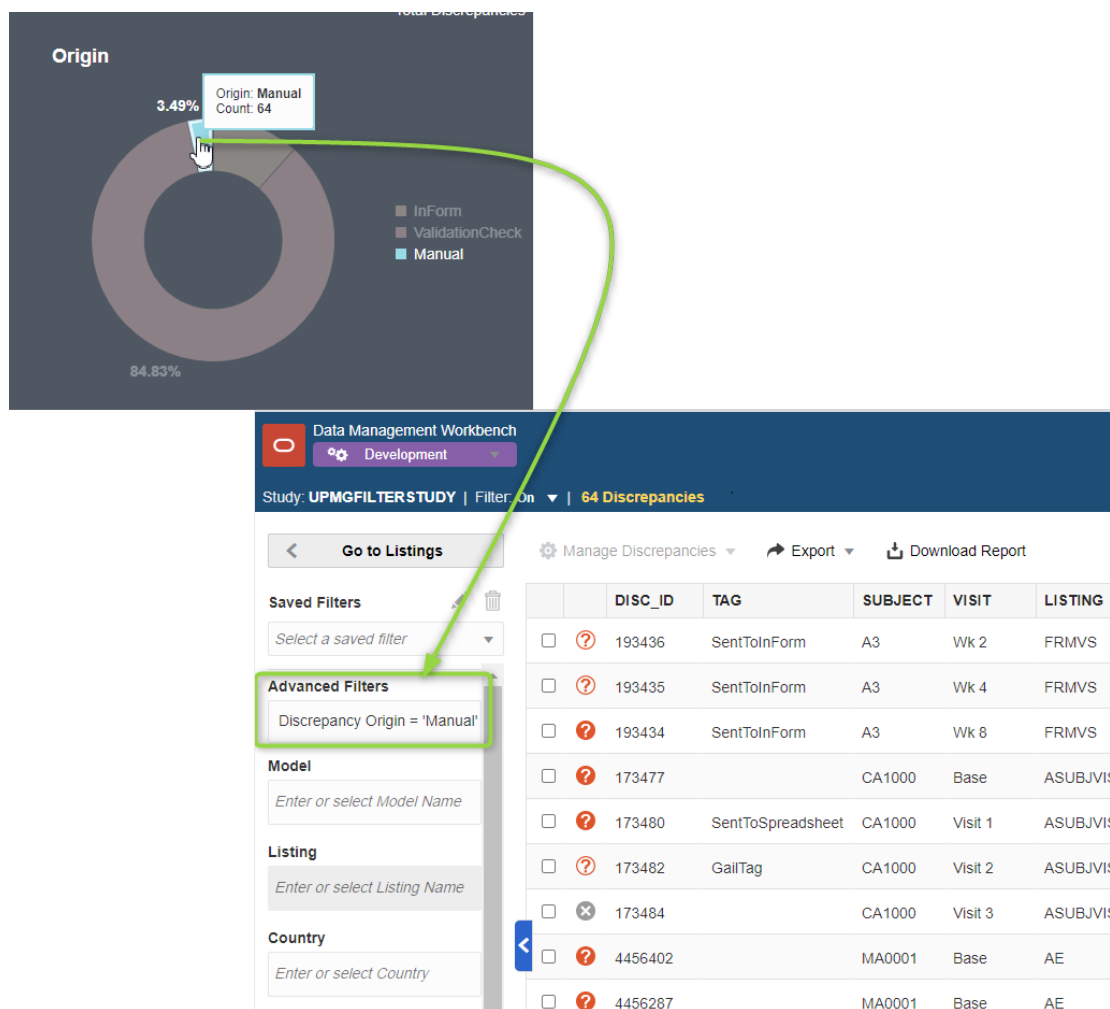 Total Discrepancies
Origin
Origin: Manual
Count: 64
3.49%
InForm
ValidationCheck
Manual
84.83%
Data Management Workbench
Development
Study: UPMGFILTERSTUDY | Filter: On | 64 Discrepancies
Go to Listings
Manage Discrepancies Export Download Report
Saved Filters
Select a saved filter
Advanced Filters
Discrepancy Origin = 'Manual'
Model
Enter or select Model Name
Listing
Enter or select Listing Name
Country
Enter or select Country
DISC_ID TAG SUBJECT VISIT LISTING
193436 SentToInForm A3 Wk 2 FRMVS
193435 SentToInForm A3 Wk 4 FRMVS
193434 SentToInForm A3 Wk 8 FRMVS
173477 CA1000 Base ASUBJVIS
173480 SentToSpreadsheet CA1000 Visit 1 ASUBJVIS
173482 GailTag CA1000 Visit 2 ASUBJVIS
173484 CA1000 Visit 3 ASUBJVIS
4456402 MA0001 Base AE
4456287 MA0001 Base AE